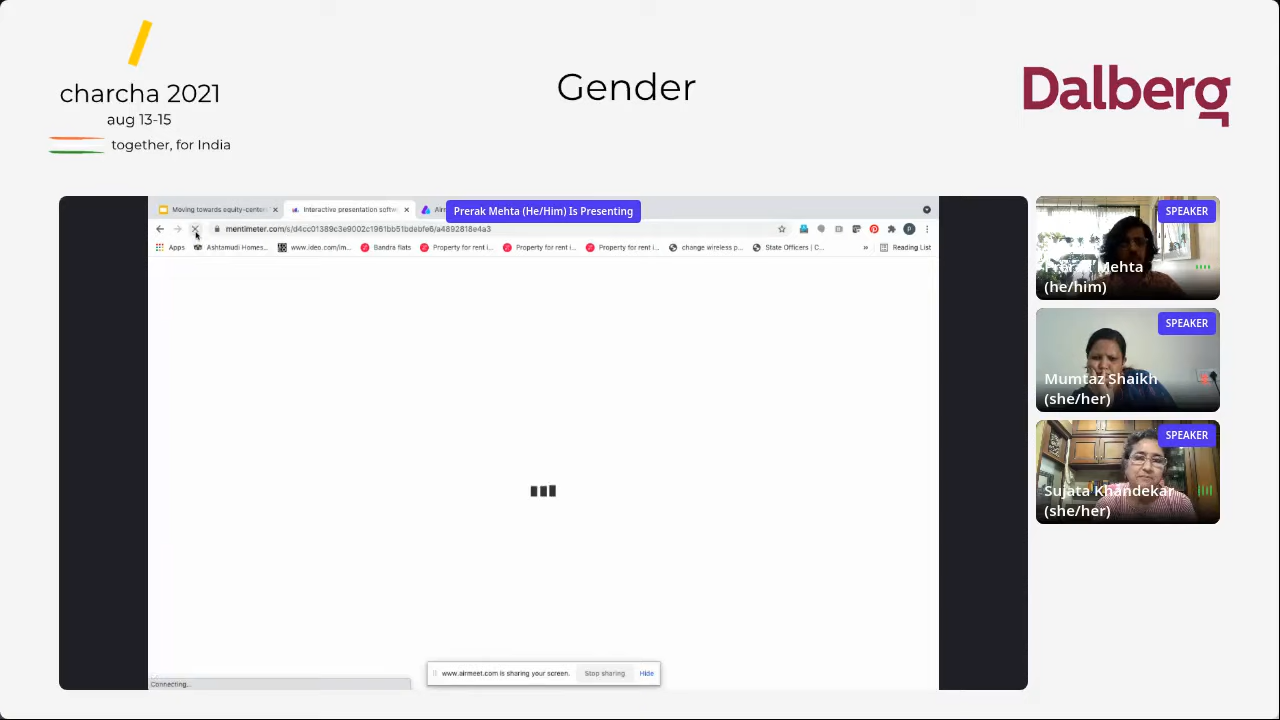 charcha 2021
aug 13-15
together, for India
Gender
Dalberg
Moving towards equity-center
Interactive presentation softw
Prerak Mehta (He/Him) Is Presenting
mentimeter.com/s/d4cc01389c3e9002c1961bb51bdebfe6/a4892818e4a3
Apps
Ashtamudi Homes...
www.ideo.com/im...
Bandra flats
Property for rent i...
Property for rent i...
Property for rent i...
change wireless p...
State Officers | C...
»
Reading List
SPEAKER
Prerak Mehta
(he/him)
SPEAKER
Mumtaz Shaikh
(she/her)
SPEAKER
Sujata Khandekar
(she/her)
www.airmeet.com is sharing your screen.
Stop sharing
Hide
Connecting...